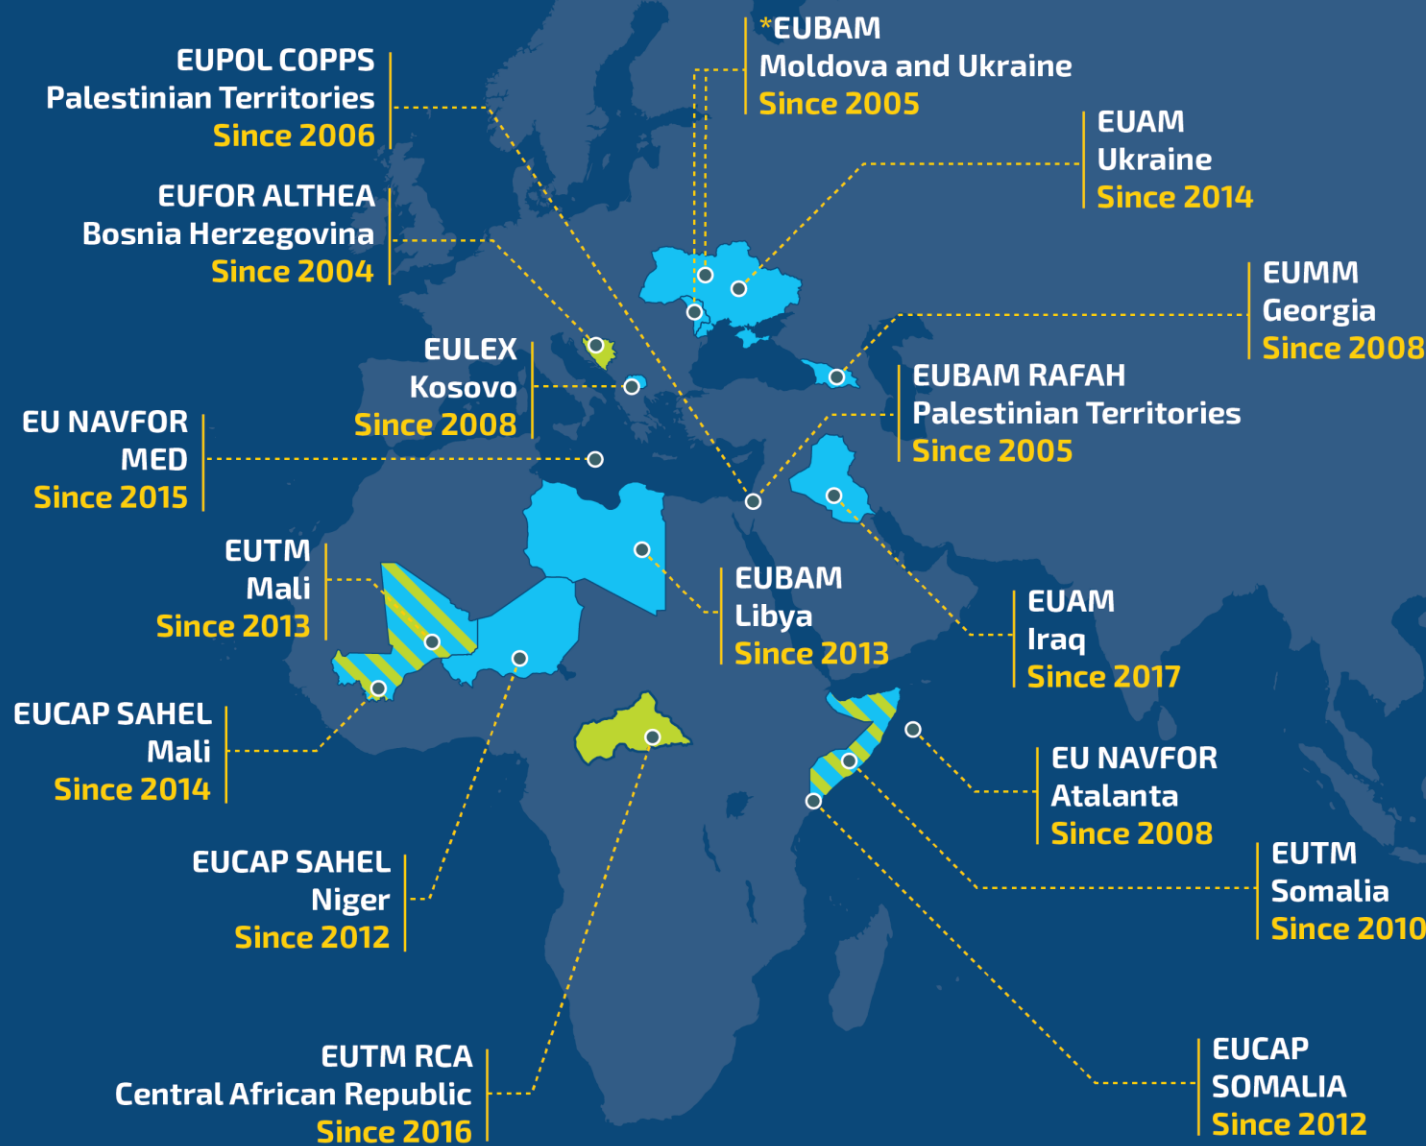 *EUBAM
Moldova and Ukraine
Since 2005
EUPOL COPPS
Palestinian Territories
Since 2006
EUAM
Ukraine
Since 2014
EUFOR ALTHEA
Bosnia Herzegovina
Since 2004
EUMM
Georgia
Since 2008
EULEX
Kosovo
Since 2008
EUBAM RAFAH
Palestinian Territories
Since 2005
EU NAVFOR
MED
Since 2015
EUTM
Mali
Since 2013
EUBAM
Libya
Since 2013
EUAM
Iraq
Since 2017
EUCAP SAHEL
Mali
Since 2014
EU NAVFOR
Atalanta
Since 2008
EUCAP SAHEL
Niger
Since 2012
EUTM
Somalia
Since 2010
EUTM RCA
Central African Republic
Since 2016
EUCAP
SOMALIA
Since 2012